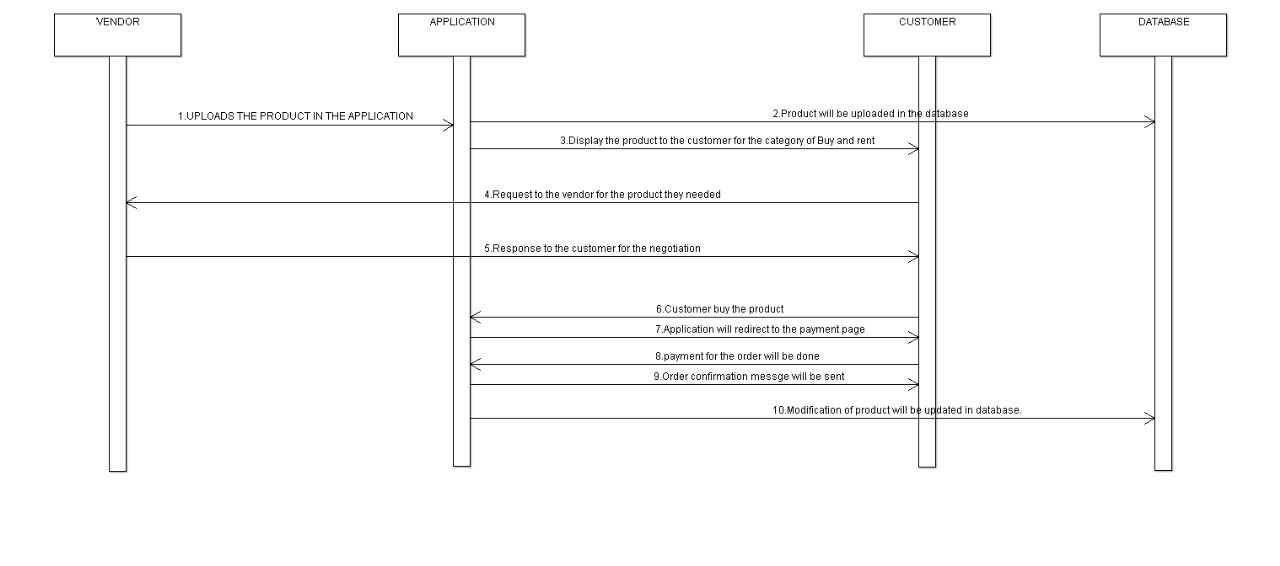 VENDOR
APPLICATION
CUSTOMER
DATABASE
1.UPLOADS THE PRODUCT IN THE APPLICATION
2.Product will be uploaded in the database
3.Display the product to the customer for the category of Buy and rent
4.Request to the vendor for the product they needed
5.Response to the customer for the negotiation
6.Customer buy the product
7.Application will redirect to the payment page
8.payment for the order will be done
9.Order confirmation messge will be sent
10.Modification of product will be updated in database.